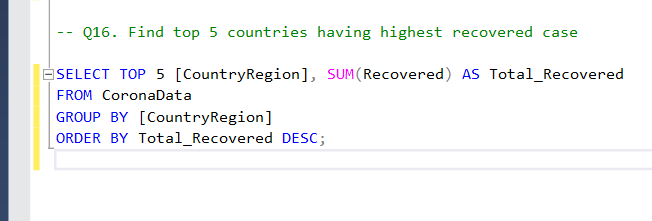 -- Q16. Find top 5 countries having highest recovered case
SELECT TOP 5 [CountryRegion], SUM(Recovered) AS Total_Recovered
FROM CoronaData
GROUP BY [CountryRegion]
ORDER BY Total_Recovered DESC;